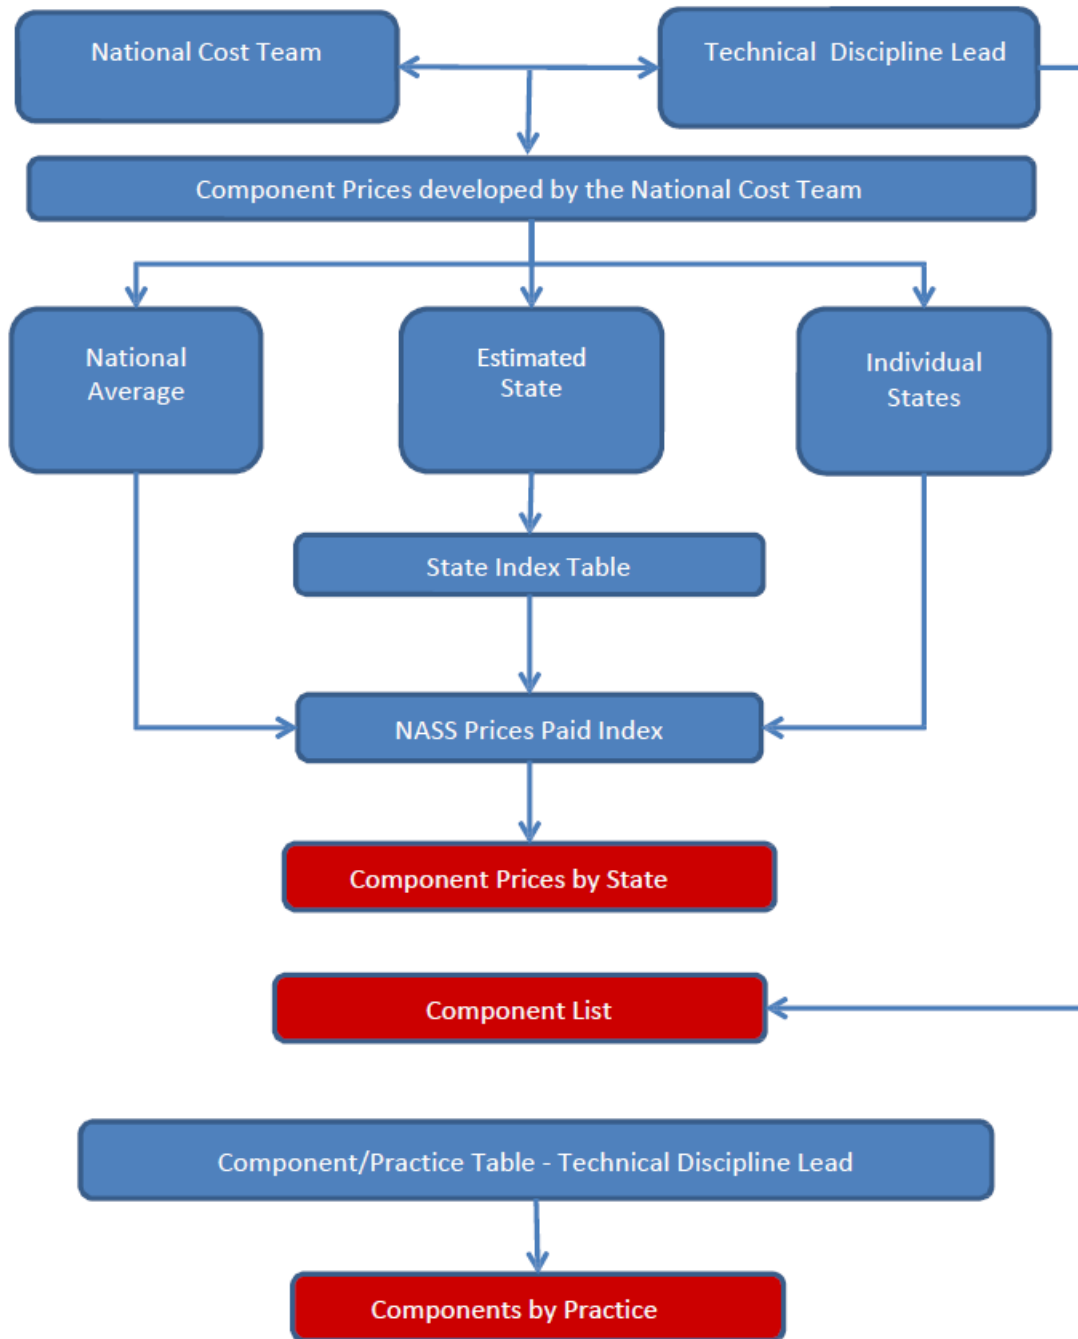 National Cost Team
Technical Discipline Lead
Component Prices developed by the National Cost Team
National
Average
Estimated
State
Individual
States
State Index Table
NASS Prices Paid Index
Component Prices by State
Component List
Component/Practice Table - Technical Discipline Lead
Components by Practice